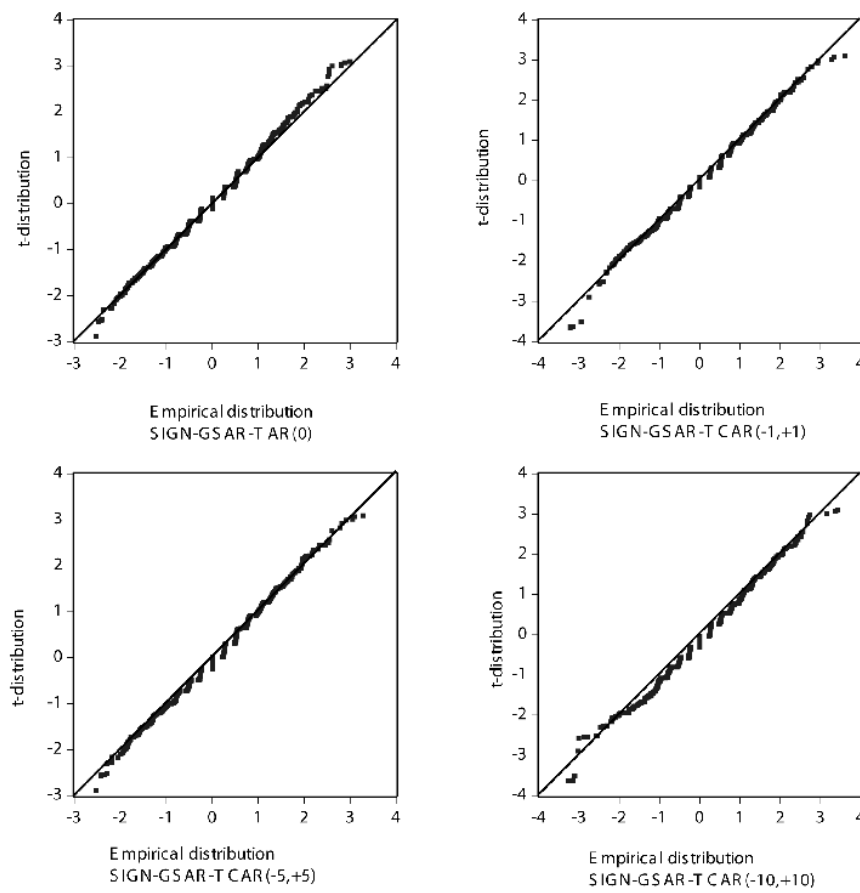 4
3
2
1
0
-1
-2
-3
t-distribution
-3 -2 -1 0 1 2 3 4
Empirical distribution
SIGN-GSAR-T AR(0)
4
3
2
1
0
-1
-2
-3
-4
t-distribution
-4 -3 -2 -1 0 1 2 3 4
Empirical distribution
SIGN-GSAR-T CAR(-1,+1)
4
3
2
1
0
-1
-2
-3
t-distribution
-3 -2 -1 0 1 2 3 4
Empirical distribution
SIGN-GSAR-T CAR(-5,+5)
4
3
2
1
0
-1
-2
-3
-4
t-distribution
-4 -3 -2 -1 0 1 2 3 4
Empirical distribution
SIGN-GSAR-T CAR(-10,+10)